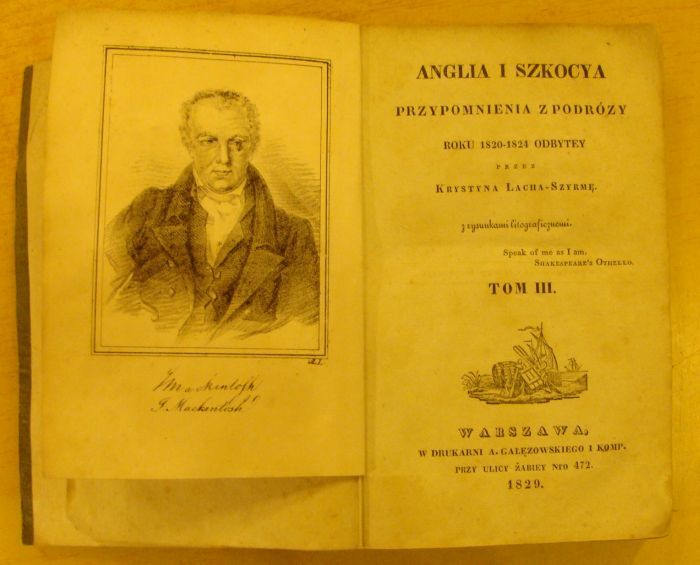 J Mackintosh
J. Mackintosh
ANGLIA I SZKOCYA
PRZYPOMNIENIA Z PODRÓZY
ROKU 1820-1824 ODBYTEY
PRZEZ
KRYSTYNA LACHA-SZYRMĘ.
z rysunkami litograficznemi.
Speak of me as I am.
SHAKESPEARE'S OTHELLO.
TOM III.
WARSZAWA,
W DRUKARNI A. GAŁĘZOWSKIEGO I KOMP.
PRZY ULICY ŻABIEY Nro 472.
1829.